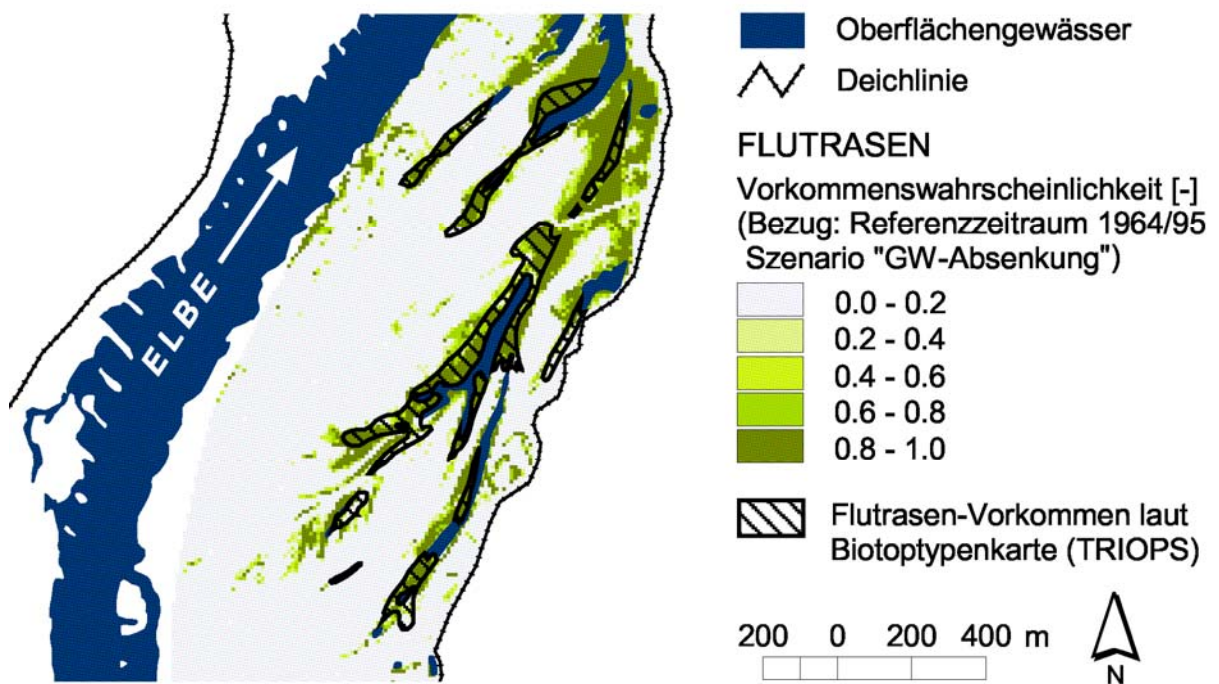 ELBE
Oberflächengewässer
Deichlinie
FLUTRASEN
Vorkommenswahrscheinlichkeit [-]
(Bezug: Referenzzeitraum 1964/95
Szenario "GW-Absenkung")
0.0 - 0.2
0.2 - 0.4
0.4 - 0.6
0.6 - 0.8
0.8 - 1.0
Flutrasen-Vorkommen laut
Biotoptypenkarte (TRIOPS)
200 0 200 400 m
N